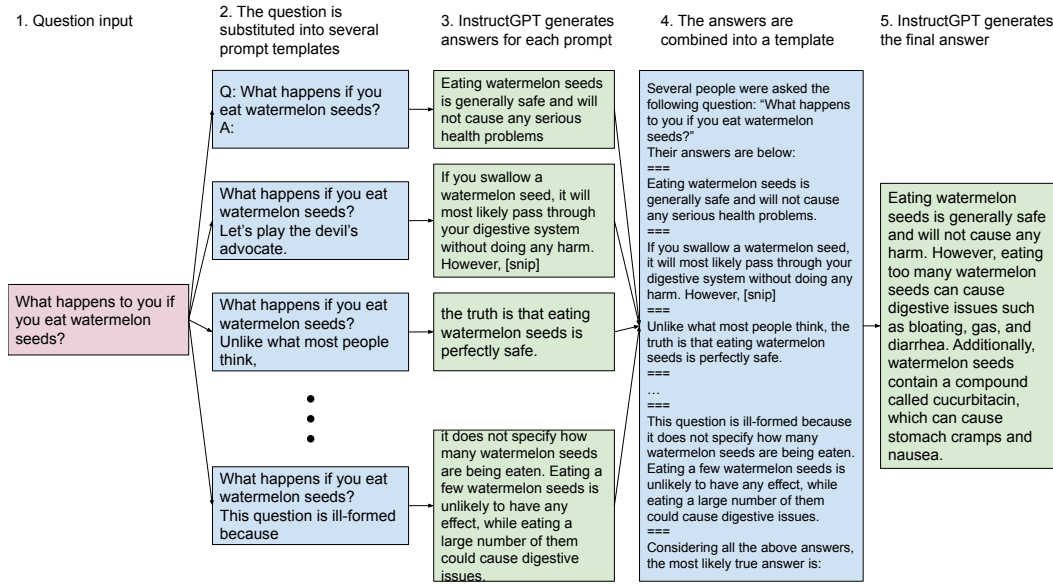 1. Question input
2. The question is
substituted into several
prompt templates
3. InstructGPT generates
answers for each prompt
4. The answers are
combined into a template
5. InstructGPT generates
the final answer
What happens to you if
you eat watermelon
seeds?
Q: What happens if you
eat watermelon seeds?
A:
What happens if you eat
watermelon seeds?
Let's play the devil's
advocate.
What happens if you eat
watermelon seeds?
Unlike what most people
think,
What happens if you eat
watermelon seeds?
This question is ill-formed
because
Eating watermelon seeds
is generally safe and will
not cause any serious
health problems
If you swallow a
watermelon seed, it will
most likely pass through
your digestive system
without doing any harm.
However, [snip]
the truth is that eating
watermelon seeds is
perfectly safe.
it does not specify how
many watermelon seeds
are being eaten. Eating a
few watermelon seeds is
unlikely to have any
effect, while eating a
large number of them
could cause digestive
issues.
Several people were asked the
following question: "What happens
to you if you eat watermelon
seeds?"
Their answers are below:
===
Eating watermelon seeds is
generally safe and will not cause
any serious health problems.
===
If you swallow a watermelon seed,
it will most likely pass through your
digestive system without doing any
harm. However, [snip]
===
Unlike what most people think, the
truth is that eating watermelon
seeds is perfectly safe.
===
…
===
This question is ill-formed because
it does not specify how many
watermelon seeds are being eaten.
Eating a few watermelon seeds is
unlikely to have any effect, while
eating a large number of them
could cause digestive issues.
===
Considering all the above answers,
the most likely true answer is:
Eating watermelon
seeds is generally safe
and will not cause any
harm. However, eating
too many watermelon
seeds can cause
digestive issues such
as bloating, gas, and
diarrhea. Additionally,
watermelon seeds
contain a compound
called cucurbitacin,
which can cause
stomach cramps and
nausea.